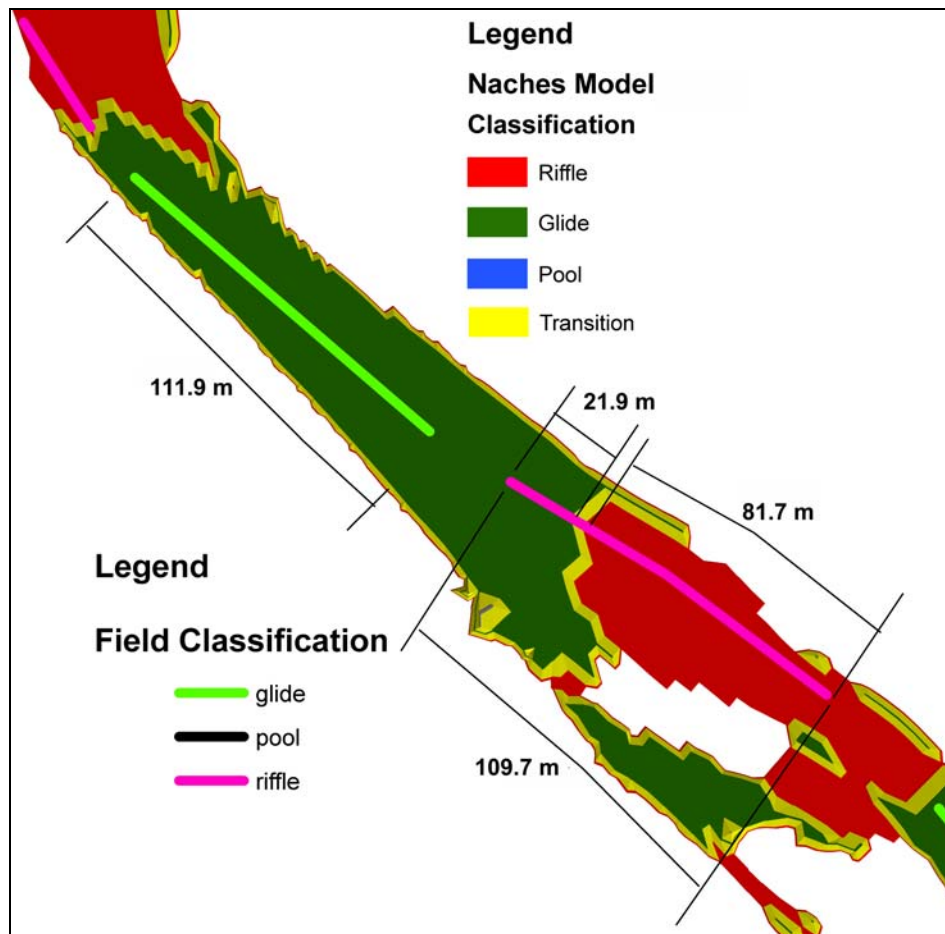 Legend
Naches Model
Classification
Riffle
Glide
Pool
Transition
111.9 m
21.9 m
81.7 m
Legend
Field Classification
glide
pool
riffle
109.7 m